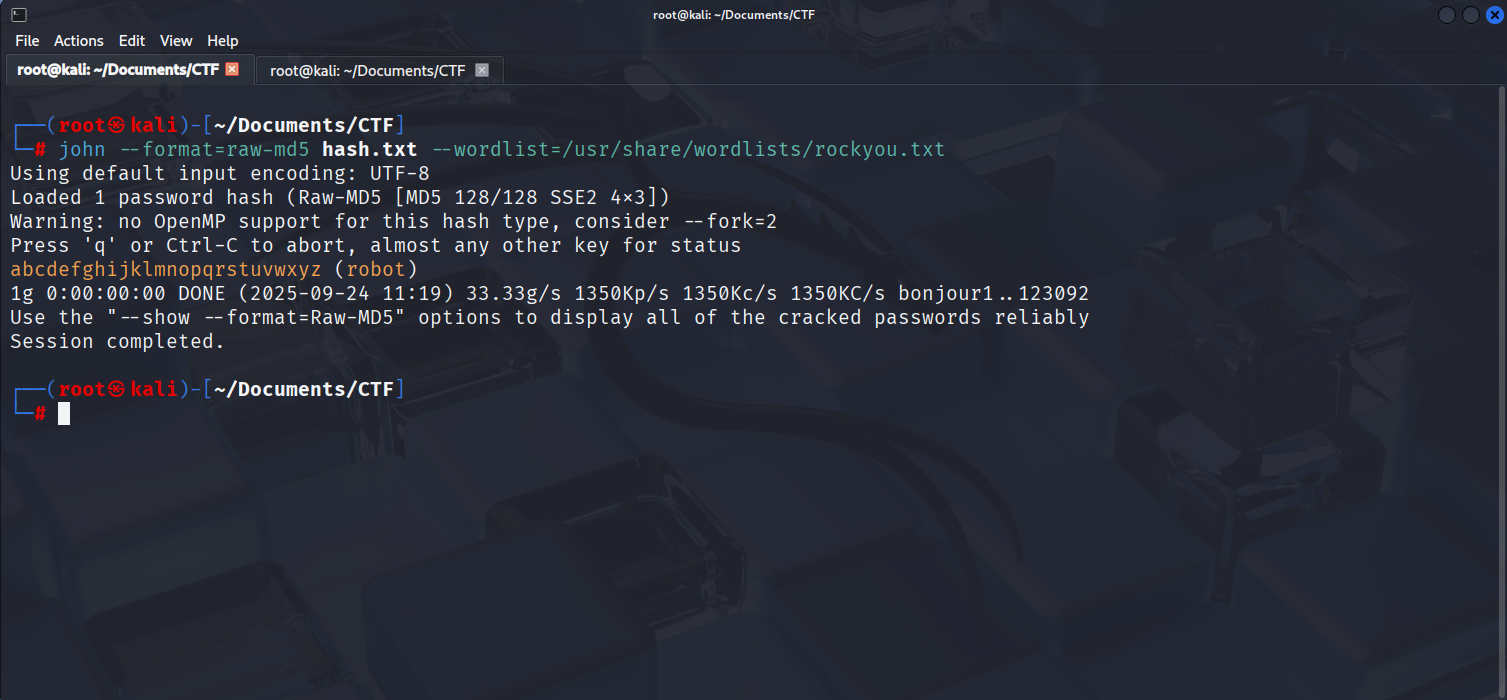 root@kali: ~/Documents/CTF
File Actions Edit View Help
root@kali: ~/Documents/CTF root@kali: ~/Documents/CTF
┌──(root㉿kali)-[~/Documents/CTF]
└─# john --format=raw-md5 hash.txt --wordlist=/usr/share/wordlists/rockyou.txt
Using default input encoding: UTF-8
Loaded 1 password hash (Raw-MD5 [MD5 128/128 SSE2 4x3])
Warning: no OpenMP support for this hash type, consider --fork=2
Press 'q' or Ctrl-C to abort, almost any other key for status
abcdefghijklmnopqrstuvwxyz (robot)
1g 0:00:00:00 DONE (2025-09-24 11:19) 33.33g/s 1350Kp/s 1350Kc/s 1350KC/s bonjour1..123092
Use the "--show --format=Raw-MD5" options to display all of the cracked passwords reliably
Session completed.
┌──(root㉿kali)-[~/Documents/CTF]
└─#